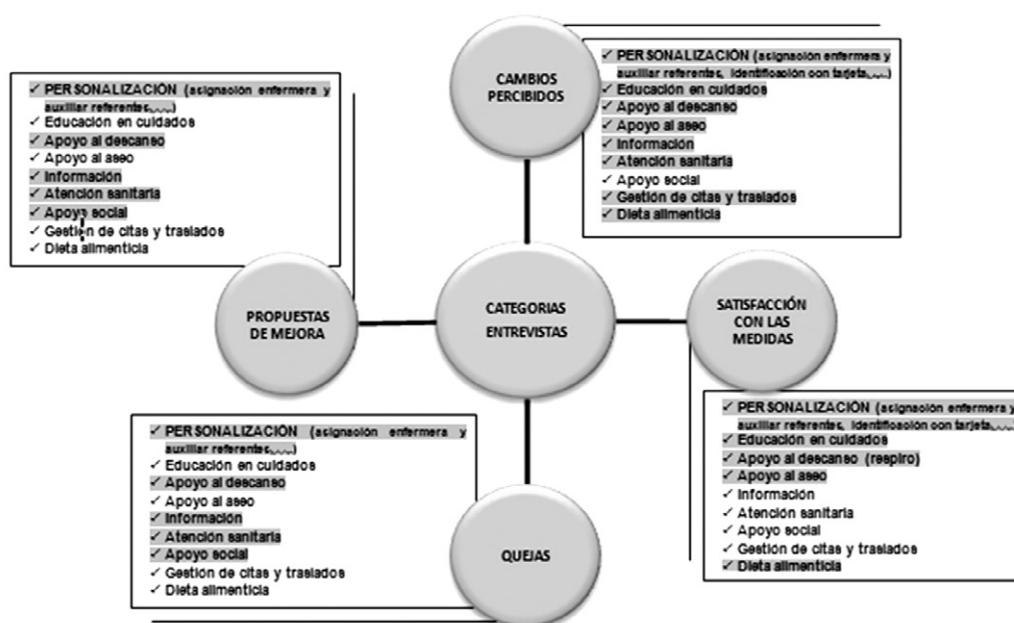 CAMBIOS
PERCIBIDOS
✓ PERSONALIZACIÓN (asignación enfermera y
auxiliar referentes, identificación con tarjeta,,,,)
✓ Educación en cuidados
✓ Apoyo al descanso
✓ Apoyo al aseo
✓ Información
✓ Atención sanitaria
✓ Apoyo social
✓ Gestión de citas y traslados
✓ Dieta alimenticia
✓ PERSONALIZACIÓN (asignación enfermera y
auxiliar referentes,,,,,)
✓ Educación en cuidados
✓ Apoyo al descanso
✓ Apoyo al aseo
✓ Información
✓ Atención sanitaria
✓ Apoyo social
✓ Gestión de citas y traslados
✓ Dieta alimenticia
PROPUESTAS
DE MEJORA
CATEGORIAS
ENTREVISTAS
SATISFACCIÓN
CON LAS
MEDIDAS
✓ PERSONALIZACIÓN (asignación enfermera y
auxiliar referentes, identificación con tarjeta,,,,)
✓ Educación en cuidados
✓ Apoyo al descanso (respiro)
✓ Apoyo al aseo
✓ Información
✓ Atención sanitaria
✓ Apoyo social
✓ Gestión de citas y traslados
✓ Dieta alimenticia
✓ PERSONALIZACIÓN (asignación enfermera y
auxiliar referentes,,,,,)
✓ Educación en cuidados
✓ Apoyo al descanso
✓ Apoyo al aseo
✓ Información
✓ Atención sanitaria
✓ Apoyo social
✓ Gestión de citas y traslados
✓ Dieta alimenticia
QUEJAS